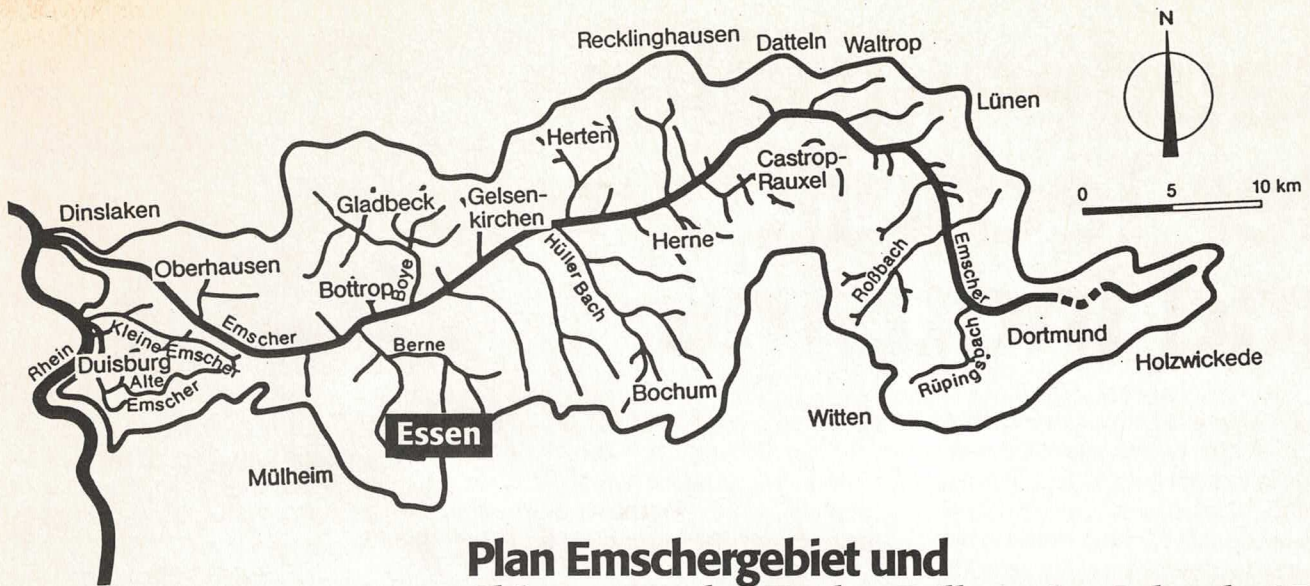 N
Recklinghausen
Datteln
Waltrop
Lünen
Herten
Castrop-
Rauxel
0 5 10 km
Dinslaken
Gladbeck
Gelsen-
kirchen
Herne
Oberhausen
Bottrop
Boye
Hüller Bach
Roßbach
Emscher
Emscher
Kleine Emscher
Rhein
Duisburg
Alte
Emscher
Berne
Dortmund
Rüpingsbach
Holzwickede
Bochum
Witten
Essen
Mülheim
Plan Emschergebiet und